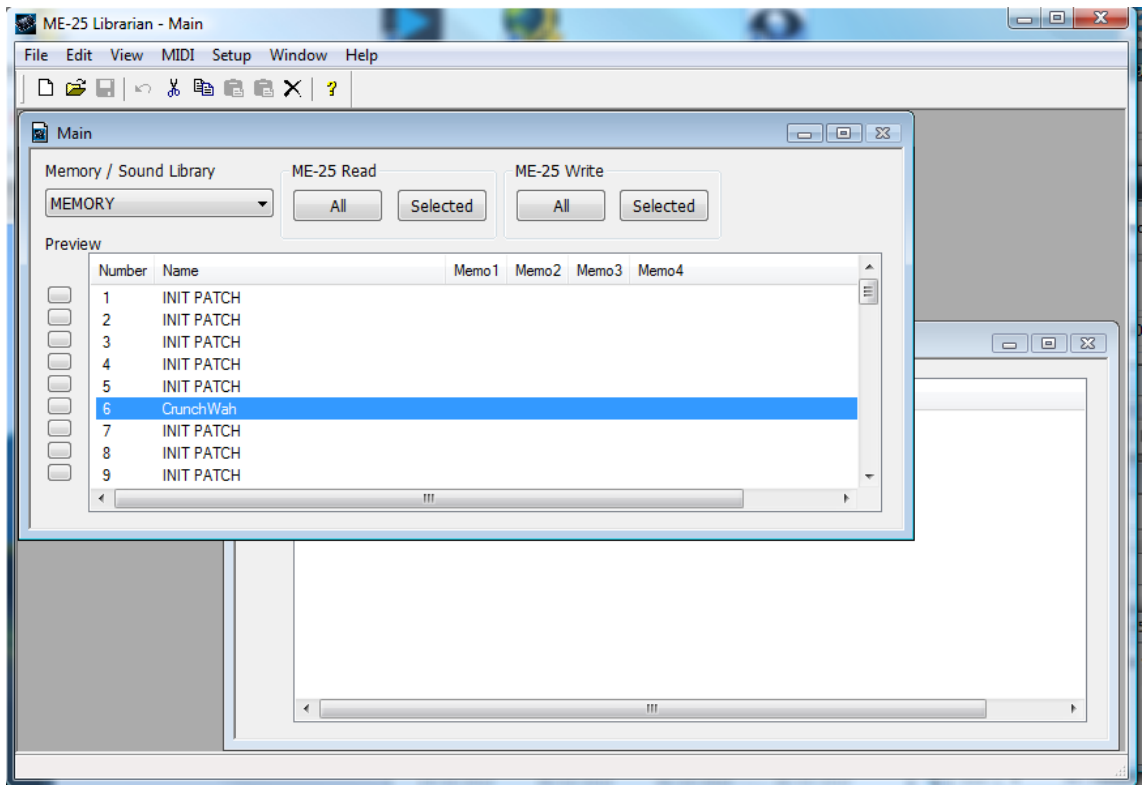 ME-25 Librarian - Main
File Edit View MIDI Setup Window Help
Main
Memory / Sound Library ME-25 Read ME-25 Write
MEMORY All Selected All Selected
Preview
Number Name Memo1 Memo2 Memo3 Memo4
1 INIT PATCH
2 INIT PATCH
3 INIT PATCH
4 INIT PATCH
5 INIT PATCH
6 CrunchWah
7 INIT PATCH
8 INIT PATCH
9 INIT PATCH